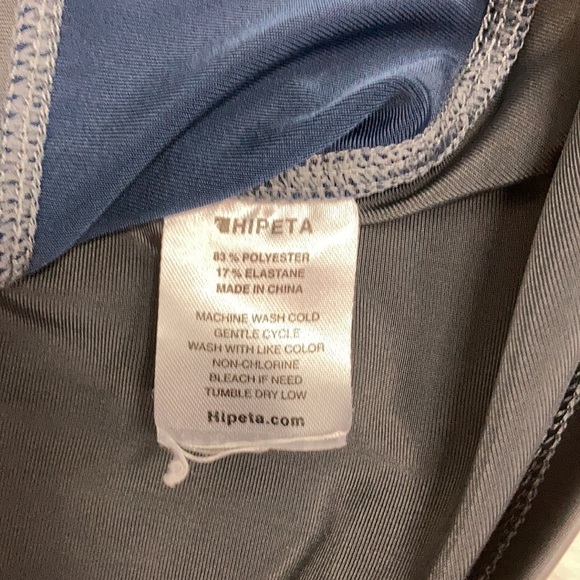 HIPETA
83 % POLYESTER
17 % ELASTANE
MADE IN CHINA
MACHINE WASH COLD
GENTLE CYCLE
WASH WITH LIKE COLOR
NON-CHLORINE
BLEACH IF NEED
TUMBLE DRY LOW
Hipeta.com